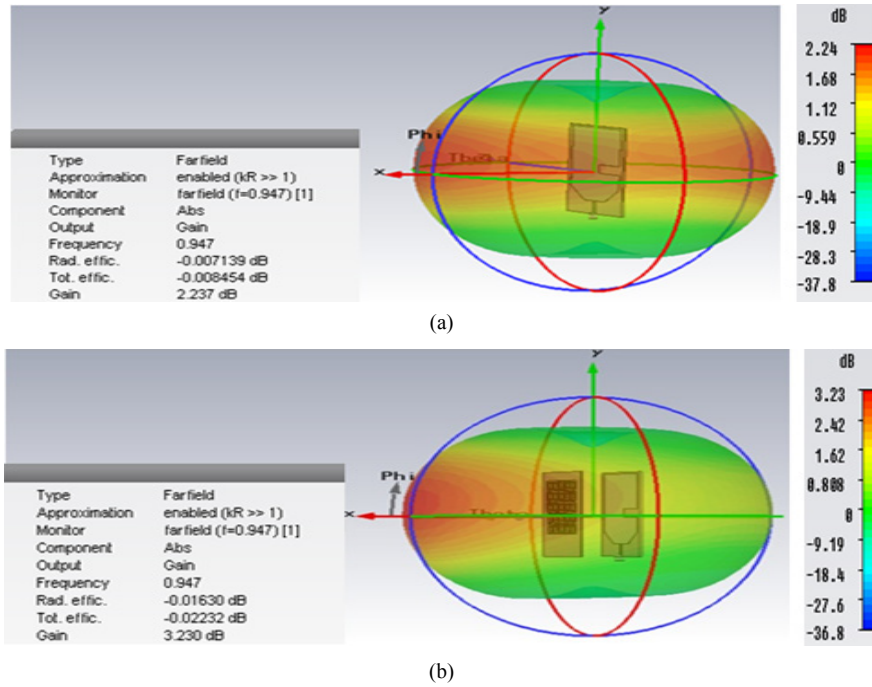 y
dB
2.24
1.68
1.12
0.559
0
-9.44
-18.9
-28.3
-37.8
Phi
Theta
x
Type Farfield
Approximation enabled (kR >> 1)
Monitor farfield (f=0.947) [1]
Component Abs
Output Gain
Frequency 0.947
Rad. effic. -0.007139 dB
Tot. effic. -0.008454 dB
Gain 2.237 dB
(a)
y
dB
3.23
2.42
1.62
0.808
0
-9.19
-18.4
-27.6
-36.8
Phi
Theta
x
Type Farfield
Approximation enabled (kR >> 1)
Monitor farfield (f=0.947) [1]
Component Abs
Output Gain
Frequency 0.947
Rad. effic. -0.01630 dB
Tot. effic. -0.02232 dB
Gain 3.230 dB
(b)